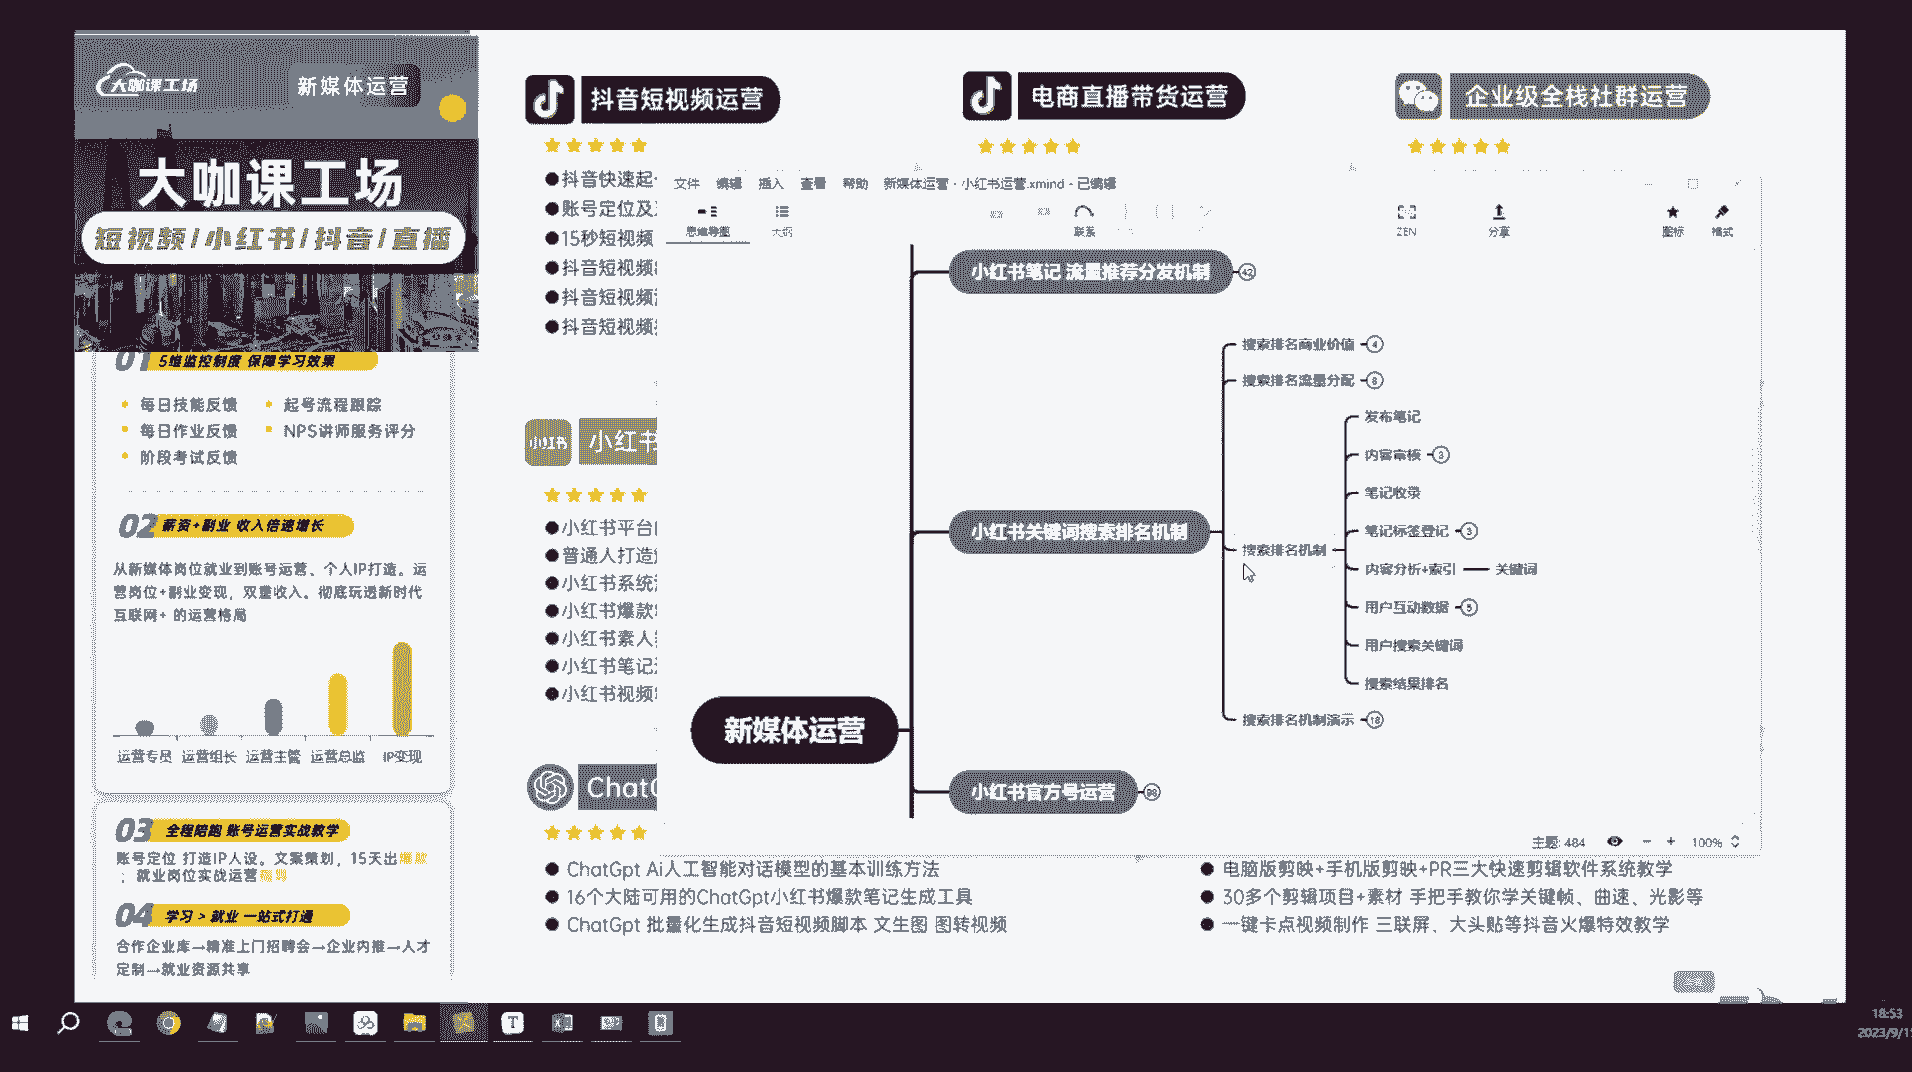 大咖课工场
新媒体运营
大咖课工场
短视频/小红书/抖音/直播
01 5维监控制度 保障学习效果
每日技能反馈
起号流程跟踪
每日作业反馈
NPS讲师服务评分
阶段考试反馈
02 薪资+副业 收入倍速增长
从新媒体岗位就业到账号运营、个人IP打造。运
营岗位+副业变现，双重收入。彻底玩透新时代
互联网+ 的运营格局
运营专员 运营组长 运营主管 运营总监 IP变现
03 全程陪跑 账号运营实战教学
账号定位 打造IP人设。文案策划，15天出爆款
；就业岗位实战运营
04 学习 > 就业 一站式打通
合作企业库→精准上门招聘会→企业内推→人才
定制→就业资源共享
抖音短视频运营
电商直播带货运营
企业级全栈社群运营
抖音快速起
账号定位及
15秒短视频
抖音短视频
抖音短视频
抖音短视频
小红书
小红书
小红书平台
普通人打造
小红书系统
小红书爆款
小红书素人
小红书笔记
小红书视频
ChatG
ChatGpt Ai人工智能对话模型的基本训练方法
16个大陆可用的ChatGpt小红书爆款笔记生成工具
ChatGpt 批量化生成抖音短视频脚本 文生图 图转视频
电脑版剪映+手机版剪映+PR三大快速剪辑软件系统教学
30多个剪辑项目+素材 手把手教你学关键帧、曲速、光影等
一键卡点视频制作 三联屏、大头贴等抖音火爆特效教学
文件 编辑 插入 查看 帮助 新媒体运营 · 小红书运营.xmind - 已编辑
思维导图 大纲 联系 ZEN 分享 图标 格式
小红书笔记 流量推荐分发机制 42
搜索排名商业价值 4
搜索排名流量分配 8
发布笔记
内容审核 3
笔记收录
小红书关键词搜索排名机制
笔记标签登记 3
搜索排名机制
内容分析+索引 关键词
用户互动数据 5
用户搜索关键词
搜索结果排名
搜索排名机制演示 18
新媒体运营
小红书官方号运营 98
主题: 484 100%
18:53
2023/9/1